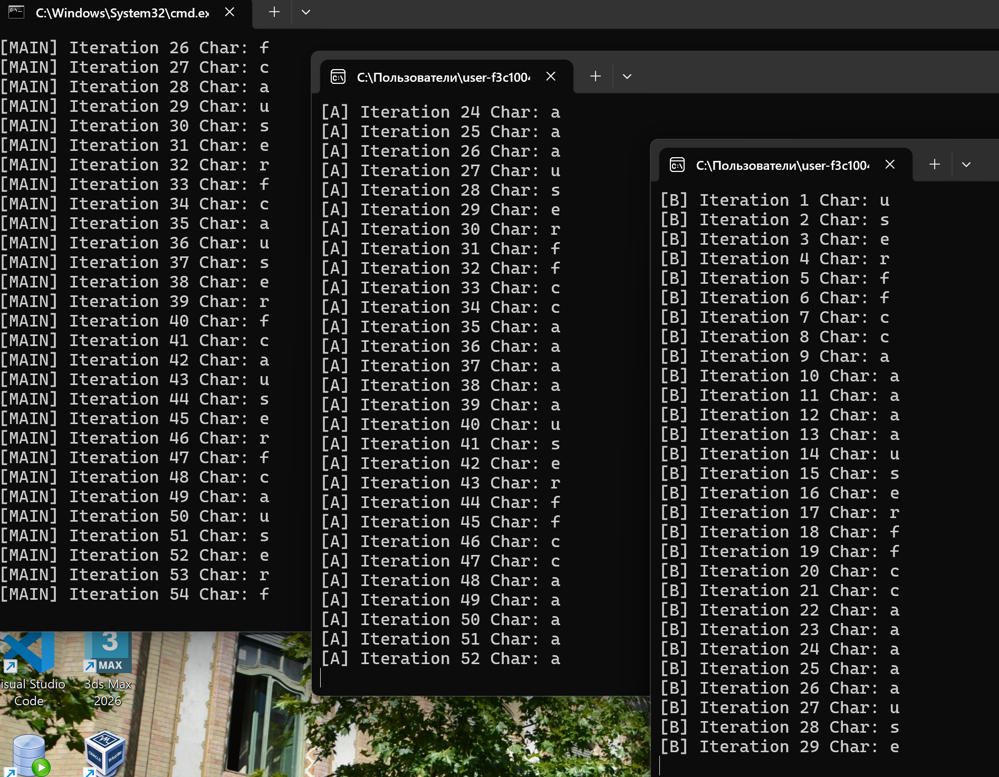 C:\Windows\System32\cmd.ex
[MAIN] Iteration 26 Char: f
[MAIN] Iteration 27 Char: c
[MAIN] Iteration 28 Char: a
[MAIN] Iteration 29 Char: u
[MAIN] Iteration 30 Char: s
[MAIN] Iteration 31 Char: e
[MAIN] Iteration 32 Char: r
[MAIN] Iteration 33 Char: f
[MAIN] Iteration 34 Char: c
[MAIN] Iteration 35 Char: a
[MAIN] Iteration 36 Char: u
[MAIN] Iteration 37 Char: s
[MAIN] Iteration 38 Char: e
[MAIN] Iteration 39 Char: r
[MAIN] Iteration 40 Char: f
[MAIN] Iteration 41 Char: c
[MAIN] Iteration 42 Char: a
[MAIN] Iteration 43 Char: u
[MAIN] Iteration 44 Char: s
[MAIN] Iteration 45 Char: e
[MAIN] Iteration 46 Char: r
[MAIN] Iteration 47 Char: f
[MAIN] Iteration 48 Char: c
[MAIN] Iteration 49 Char: a
[MAIN] Iteration 50 Char: u
[MAIN] Iteration 51 Char: s
[MAIN] Iteration 52 Char: e
[MAIN] Iteration 53 Char: r
[MAIN] Iteration 54 Char: f
C:\Пользователи\user-f3c100
[A] Iteration 24 Char: a
[A] Iteration 25 Char: a
[A] Iteration 26 Char: a
[A] Iteration 27 Char: u
[A] Iteration 28 Char: s
[A] Iteration 29 Char: e
[A] Iteration 30 Char: r
[A] Iteration 31 Char: f
[A] Iteration 32 Char: f
[A] Iteration 33 Char: c
[A] Iteration 34 Char: c
[A] Iteration 35 Char: a
[A] Iteration 36 Char: a
[A] Iteration 37 Char: a
[A] Iteration 38 Char: a
[A] Iteration 39 Char: a
[A] Iteration 40 Char: u
[A] Iteration 41 Char: s
[A] Iteration 42 Char: e
[A] Iteration 43 Char: r
[A] Iteration 44 Char: f
[A] Iteration 45 Char: f
[A] Iteration 46 Char: c
[A] Iteration 47 Char: c
[A] Iteration 48 Char: a
[A] Iteration 49 Char: a
[A] Iteration 50 Char: a
[A] Iteration 51 Char: a
[A] Iteration 52 Char: a
C:\Пользователи\user-f3c100
[B] Iteration 1 Char: u
[B] Iteration 2 Char: s
[B] Iteration 3 Char: e
[B] Iteration 4 Char: r
[B] Iteration 5 Char: f
[B] Iteration 6 Char: f
[B] Iteration 7 Char: c
[B] Iteration 8 Char: c
[B] Iteration 9 Char: a
[B] Iteration 10 Char: a
[B] Iteration 11 Char: a
[B] Iteration 12 Char: a
[B] Iteration 13 Char: a
[B] Iteration 14 Char: u
[B] Iteration 15 Char: s
[B] Iteration 16 Char: e
[B] Iteration 17 Char: r
[B] Iteration 18 Char: f
[B] Iteration 19 Char: f
[B] Iteration 20 Char: c
[B] Iteration 21 Char: c
[B] Iteration 22 Char: a
[B] Iteration 23 Char: a
[B] Iteration 24 Char: a
[B] Iteration 25 Char: a
[B] Iteration 26 Char: a
[B] Iteration 27 Char: u
[B] Iteration 28 Char: s
[B] Iteration 29 Char: e
3
MAX
isual Studio
Code
3ds Max
2026
ORACLE
VirtualBox